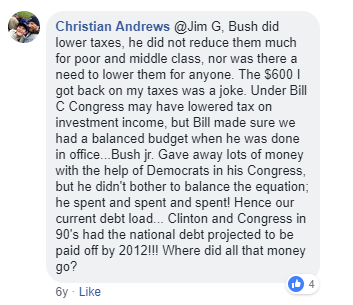 Christian Andrews @Jim G, Bush did
lower taxes, he did not reduce them much
for poor and middle class, nor was there a
need to lower them for anyone. The $600 I
got back on my taxes was a joke. Under Bill
C Congress may have lowered tax on
investment income, but Bill made sure we
had a balanced budget when he was done
in office...Bush jr. Gave away lots of money
with the help of Democrats in his Congress,
but he didn't bother to balance the equation;
he spent and spent and spent! Hence our
current debt load... Clinton and Congress in
90's had the national debt projected to be
paid off by 2012!!! Where did all that money
go?
4
6y · Like